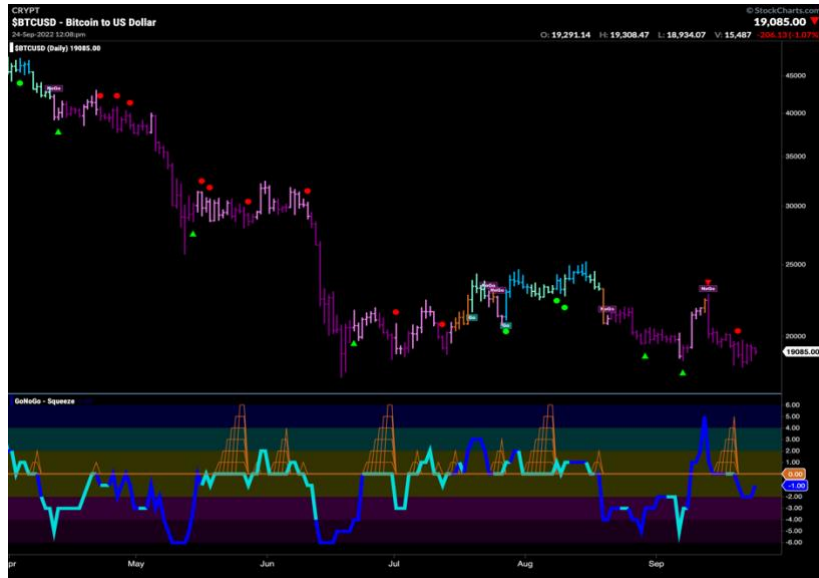 CRYPT © StockCharts.com
$BTCUSD - Bitcoin to US Dollar 19,085.00
24-Sep-2022 12:08pm O: 19,291.14 H: 19,308.47 L: 18,934.07 V: 15,487 -206.13 (-1.07%)
$BTCUSD (Daily) 19085.00
45000
NoGo
40000
35000
30000
25000
NoGo NoGo
NoGo
NoGo
Go
Go
20000
19085.00
GoNoGo - Squeeze
6.00
5.00
4.00
3.00
2.00
1.00
0.00
-1.00
-2.00
-3.00
-4.00
-5.00
-6.00
pr May Jun Jul Aug Sep